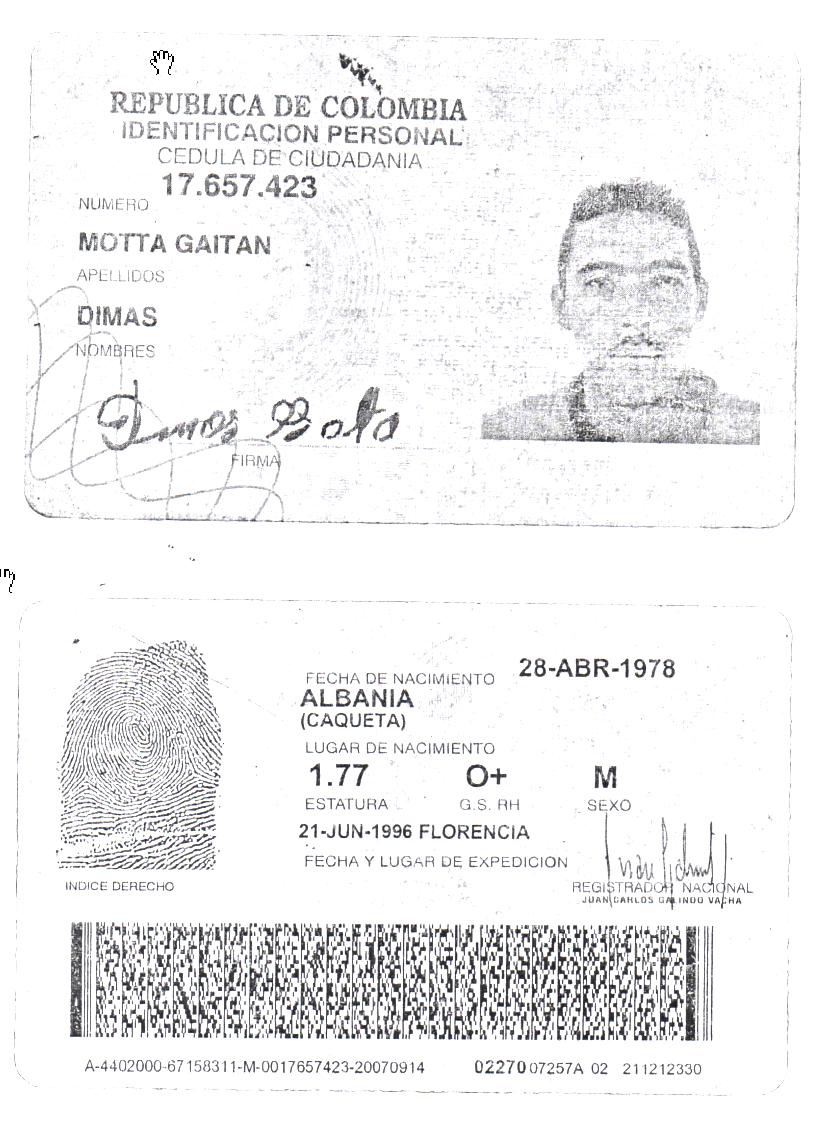 REPUBLICA DE COLOMBIA
IDENTIFICACION PERSONAL
CEDULA DE CIUDADANIA
17.657.423
NUMERO
MOTTA GAITAN
APELLIDOS
DIMAS
NOMBRES
FIRMA
FECHA DE NACIMIENTO 28-ABR-1978
ALBANIA
(CAQUETA)
LUGAR DE NACIMIENTO
1.77 O+ M
ESTATURA G.S. RH SEXO
21-JUN-1996 FLORENCIA
FECHA Y LUGAR DE EXPEDICION
INDICE DERECHO
REGISTRADOR NACIONAL
JUAN CARLOS GALINDO VACHA
A-4402000-67158311-M-0017657423-20070914 0227007257A 02 211212330